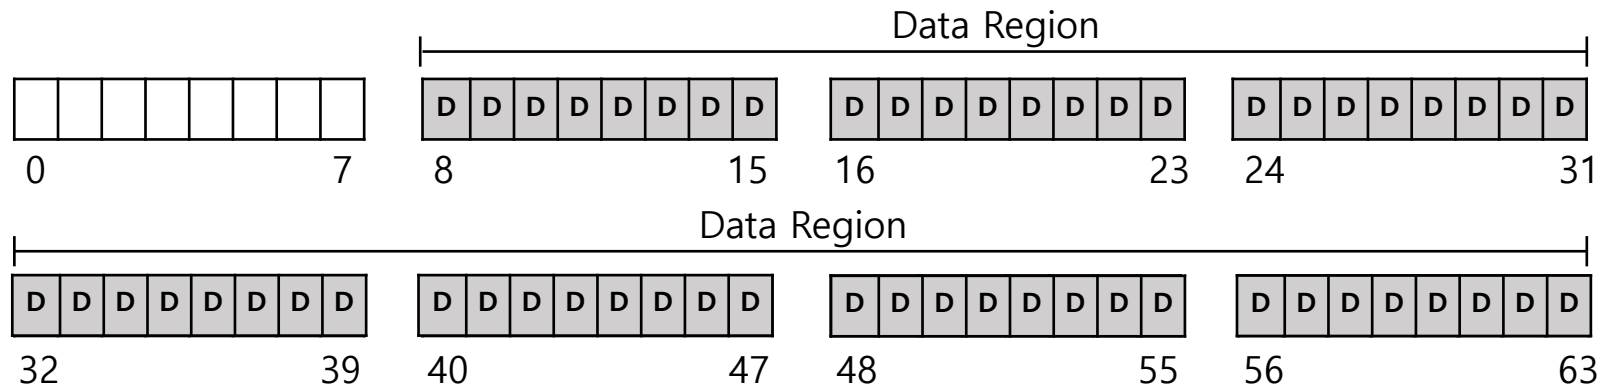 Data Region
D D D D D D D D D D D D D D D D D D D D D D D D
0 7 8 15 16 23 24 31
Data Region
D D D D D D D D D D D D D D D D D D D D D D D D D D D D D D D D
32 39 40 47 48 55 56 63